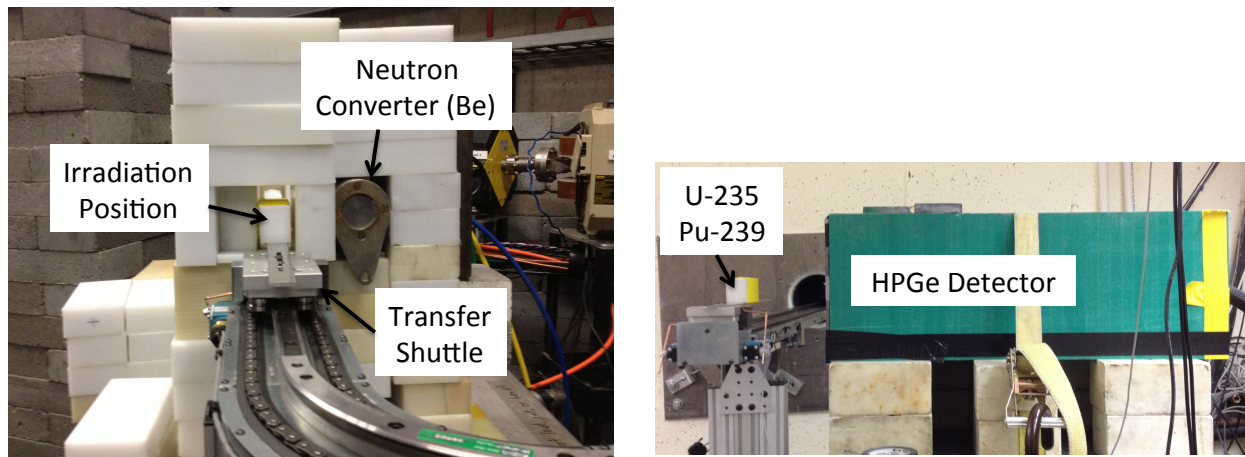 Neutron
Converter (Be)
Irradiation
Position
Transfer
Shuttle
U-235
Pu-239
HPGe Detector